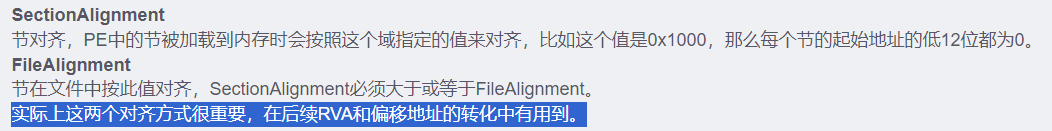 SectionAlignment
节对齐，PE中的节被加载到内存时会按照这个域指定的值来对齐，比如这个值是0x1000，那么每个节的起始地址的低12位都为0。
FileAlignment
节在文件中按此值对齐，SectionAlignment必须大于或等于FileAlignment。
实际上这两个对齐方式很重要，在后续RVA和偏移地址的转化中有用到。